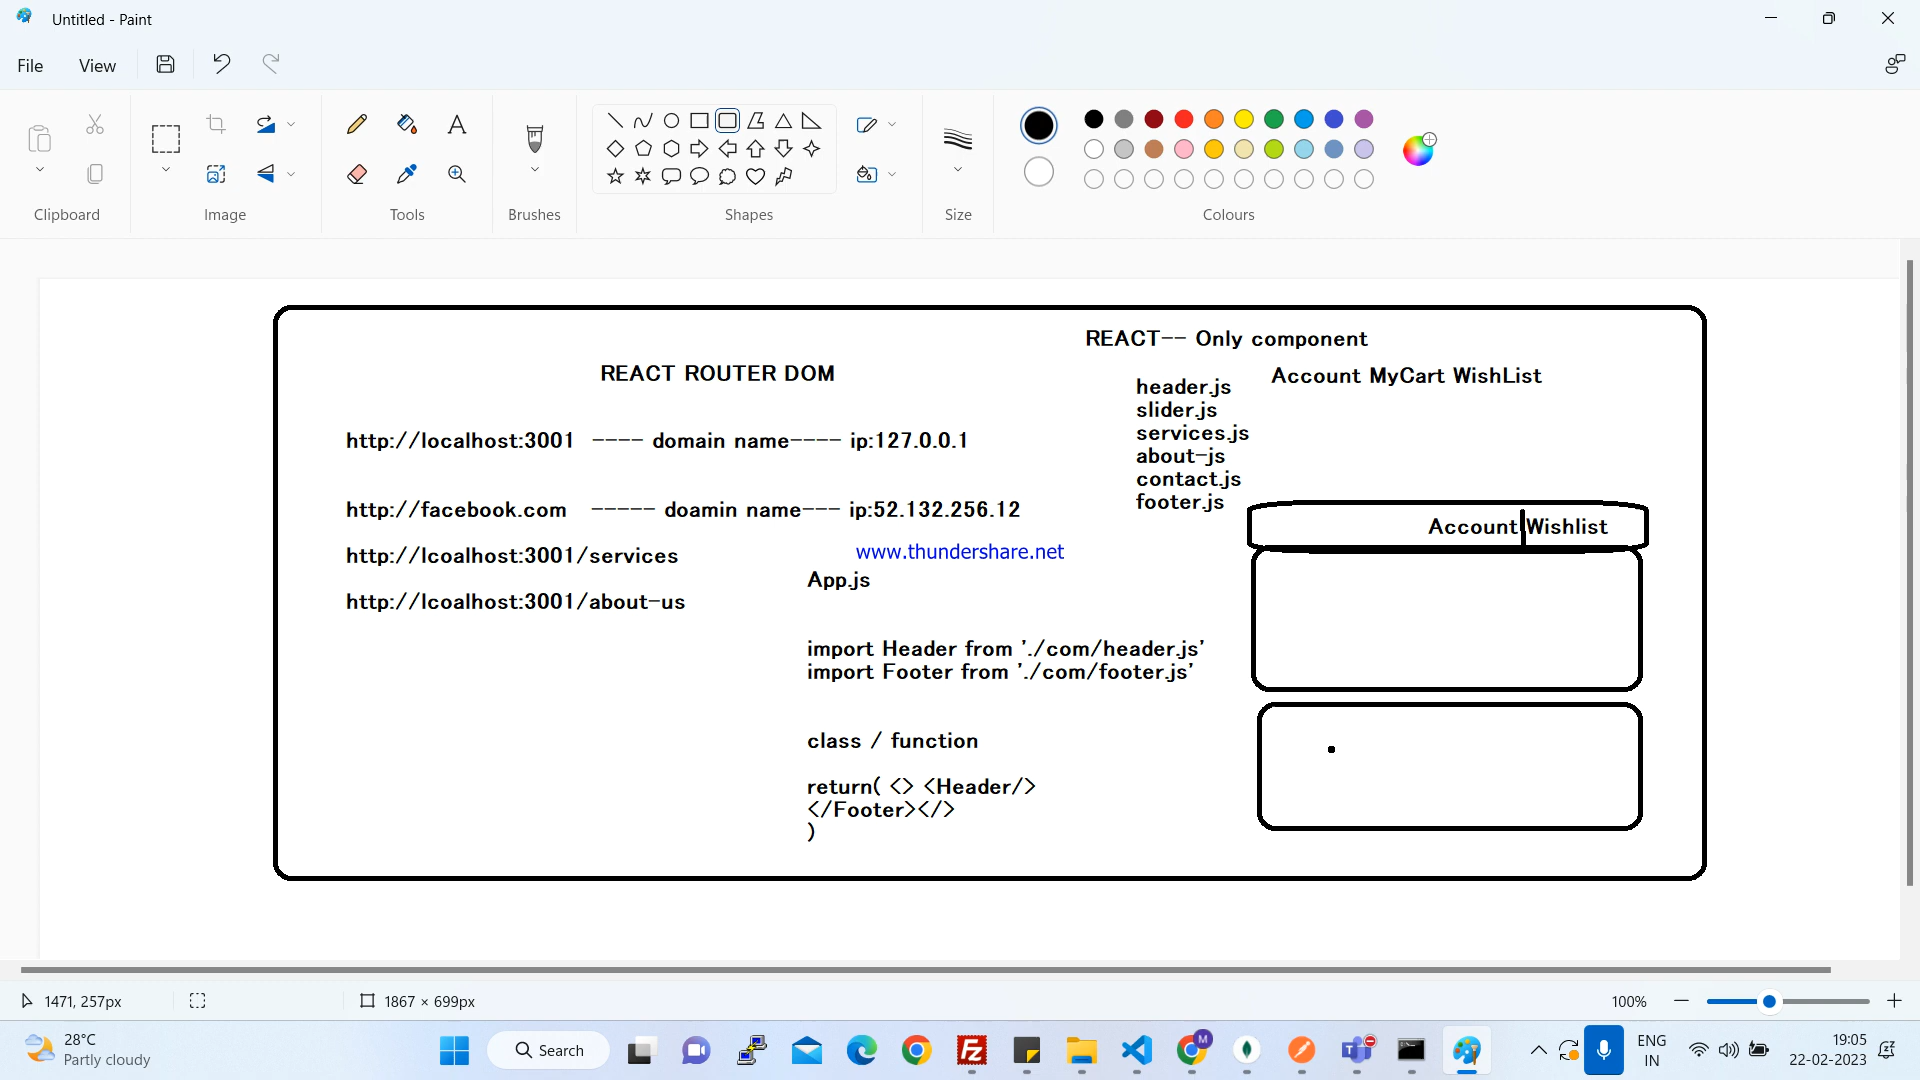 Untitled - Paint
File View
Clipboard
Image
Tools
Brushes
Shapes
Size
Colours
REACT-- Only component
REACT ROUTER DOM
Account MyCart WishList
header.js
slider.js
services.js
about-js
contact.js
footer.js
http://localhost:3001 ---- domain name---- ip:127.0.0.1
http://facebook.com ----- doamin name--- ip:52.132.256.12
Account Wishlist
http://lcoalhost:3001/services
www.thundershare.net
App.js
http://lcoalhost:3001/about-us
import Header from './com/header.js'
import Footer from './com/footer.js'
class / function
return( <> <Header/>
</Footer></>
)
1471, 257px
1867 × 699px
100%
28°C
Partly cloudy
Search
M
ENG
IN
19:05
22-02-2023